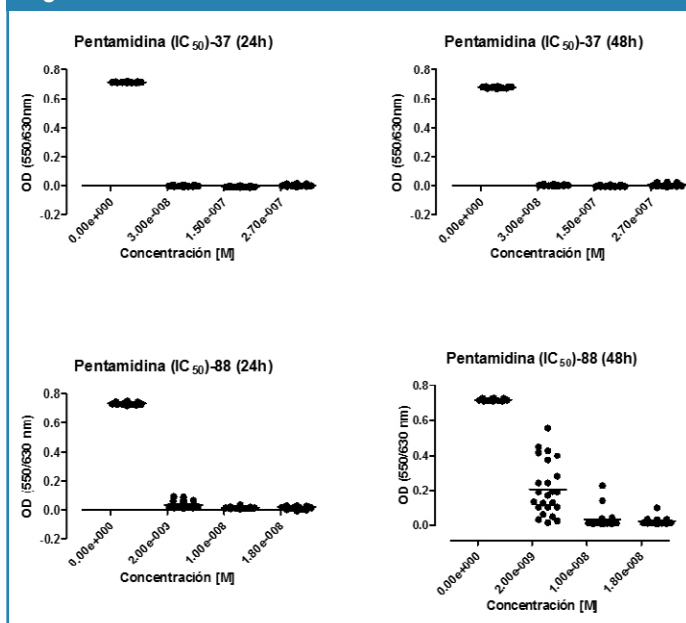 Pentamidina (IC50)-37 (24h)
OD (550/630nm)
0.8
0.6
0.4
0.2
0.0
-0.2
0.00e+000
3.00e-008
1.50e-007
2.70e-007
Concentración [M]
Pentamidina (IC50)-37 (48h)
OD (550/630nm)
0.8
0.6
0.4
0.2
0.0
-0.2
0.00e+000
3.00e-008
1.50e-007
2.70e-007
Concentración [M]
Pentamidina (IC50)-88 (24h)
OD (550/630 nm)
0.8
0.6
0.4
0.2
0.0
-0.2
0.00e+000
2.00e-009
1.00e-008
1.80e-008
Concentración [M]
Pentamidina (IC50)-88 (48h)
OD (550/630 nm)
0.8
0.6
0.4
0.2
0.0
0.00e+000
2.00e-009
1.00e-008
1.80e-008
Concentración [M]